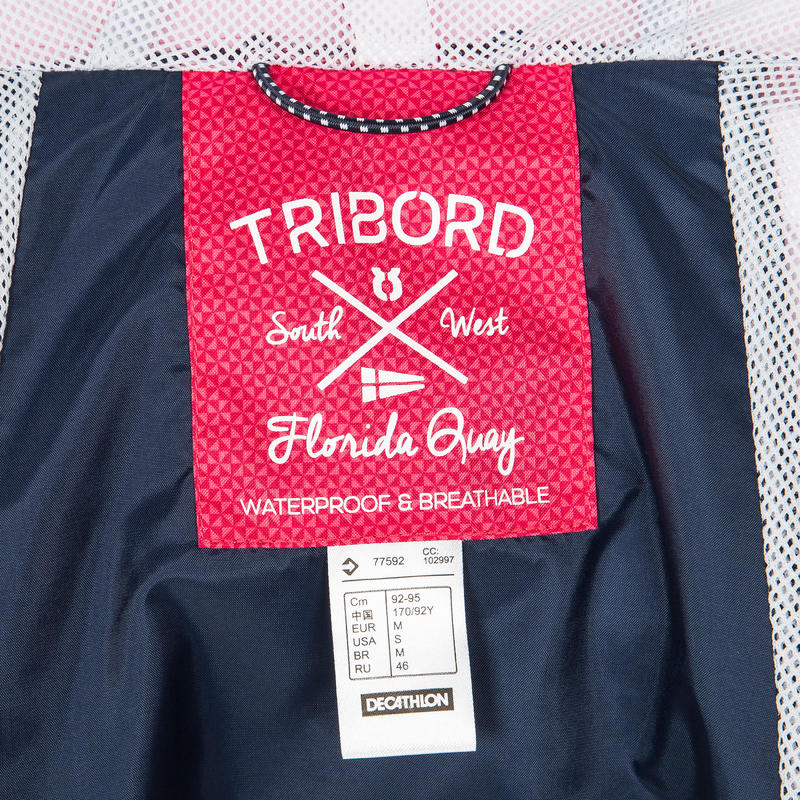 TRIBORD
South West
Florida Quay
WATERPROOF & BREATHABLE
77592 CC: 102997
Cm 92-95
中国 170/92Y
EUR M
USA S
BR M
RU 46
DECATHLON